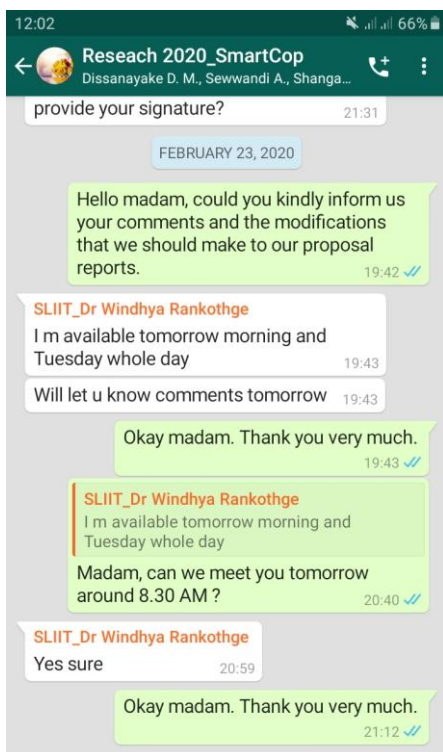 12:02
66%
Reseach 2020_SmartCop
Dissanayake D. M., Sewwandi A., Shanga...
provide your signature?
21:31
FEBRUARY 23, 2020
Hello madam, could you kindly inform us
your comments and the modifications
that we should make to our proposal
reports.
19:42
SLIIT_Dr Windhya Rankothge
I m available tomorrow morning and
Tuesday whole day
19:43
Will let u know comments tomorrow
19:43
Okay madam. Thank you very much.
19:43
SLIIT_Dr Windhya Rankothge
I m available tomorrow morning and
Tuesday whole day
Madam, can we meet you tomorrow
around 8.30 AM ?
20:40
SLIIT_Dr Windhya Rankothge
Yes sure
20:59
Okay madam. Thank you very much.
21:12